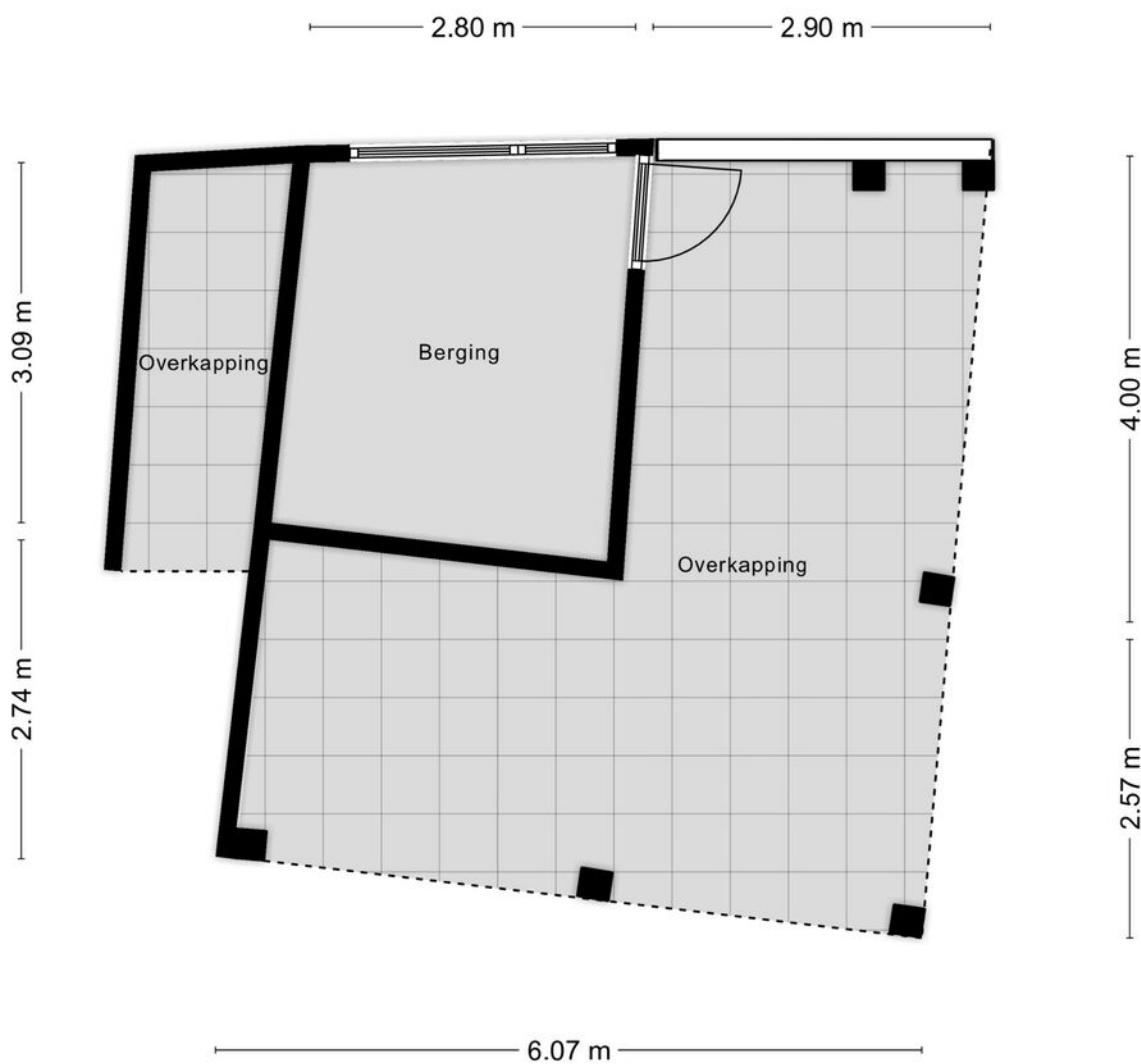 2.80 m
2.90 m
3.09 m
4.00 m
Overkapping
Berging
Overkapping
2.74 m
2.57 m
6.07 m